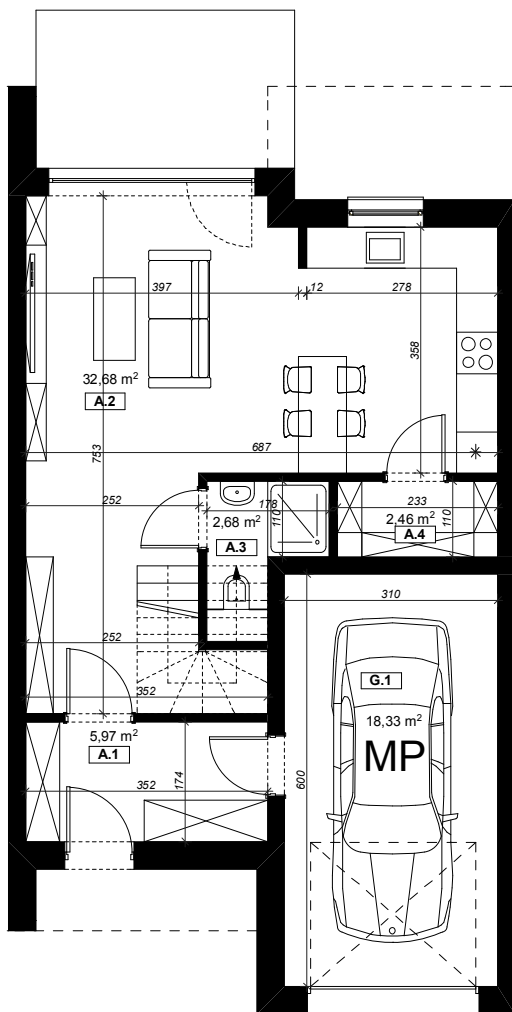 397
12
278
358
32,68 m²
A.2
753
687
252
178
110
2,68 m²
A.3
233
2,46 m²
110
A.4
310
252
352
G.1
18,33 m²
MP
5,97 m²
A.1
174
352
600